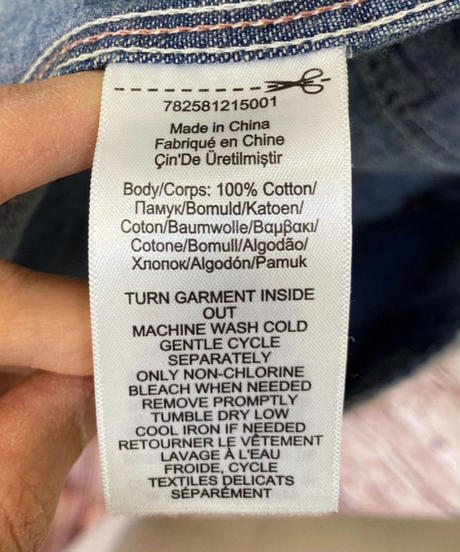 782581215001
Made in China
Fabriqué en Chine
Çin'De Üretilmiştir
Body/Corps: 100% Cotton/
Памук/Bomuld/Katoen/
Coton/Baumwolle/Βαμβακι/
Cotone/Bomull/Algodão/
Хлопок/Algodón/Pamuk
TURN GARMENT INSIDE
OUT
MACHINE WASH COLD
GENTLE CYCLE
SEPARATELY
ONLY NON-CHLORINE
BLEACH WHEN NEEDED
REMOVE PROMPTLY
TUMBLE DRY LOW
COOL IRON IF NEEDED
RETOURNER LE VÊTEMENT
LAVAGE À L'EAU
FROIDE, CYCLE
TEXTILES DELICATS
SÉPARÉMENT